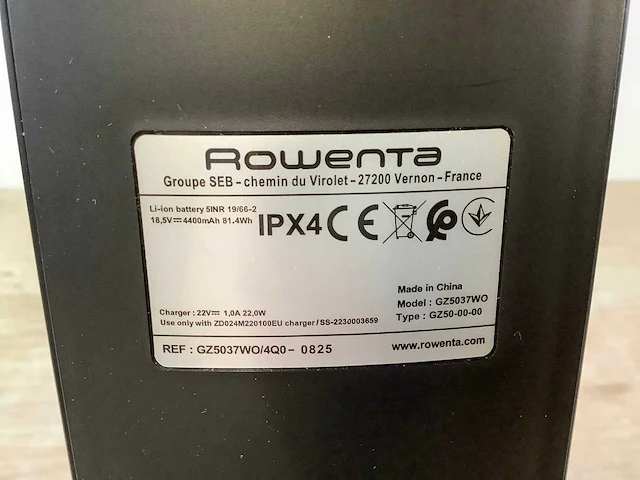 Rowenta
Groupe SEB – chemin du Virolet – 27200 Vernon – France
Li-ion battery 5INR 19/66-2
18,5V⎓ 4400mAh 81.4Wh
IPX4 CE
Made in China
Model : GZ5037WO
Type : GZ50-00-00
Charger : 22V⎓ 1,0A 22,0W
Use only with ZD024M220100EU charger / SS-2230003659
REF : GZ5037WO/4Q0 – 0825
www.rowenta.com